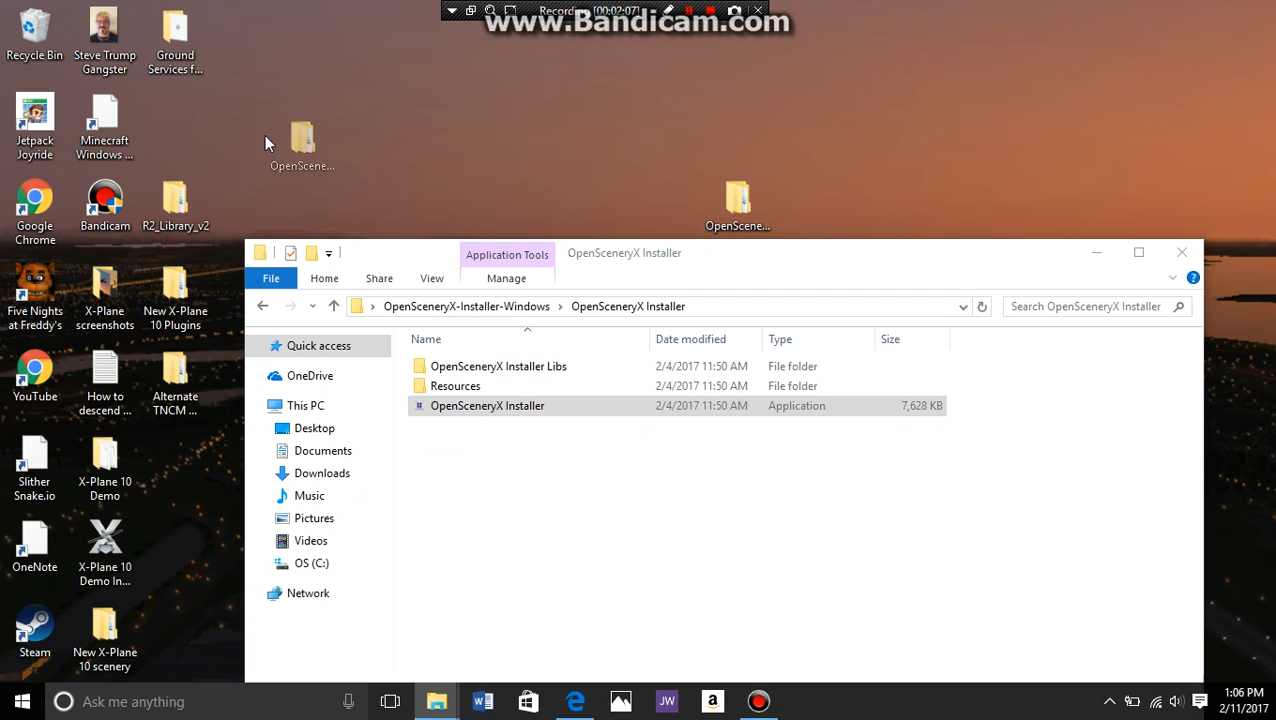 Recording [00:02:07]
www.Bandicam.com
Recycle Bin
Steve Trump
Gangster
Ground
Services f...
Jetpack
Joyride
Minecraft
Windows ...
OpenScene...
Google
Chrome
Bandicam
R2_Library_v2
OpenScene...
Five Nights
at Freddy's
X-Plane
screenshots
New X-Plane
10 Plugins
YouTube
How to
descend ...
Alternate
TNCM ...
Slither
Snake.io
X-Plane 10
Demo
OneNote
X-Plane 10
Demo In...
Steam
New X-Plane
10 scenery
Application Tools
OpenSceneryX Installer
File
Home
Share
View
Manage
OpenSceneryX-Installer-Windows
OpenSceneryX Installer
Search OpenSceneryX Installer
Name
Date modified
Type
Size
Quick access
OneDrive
This PC
Desktop
Documents
Downloads
Music
Pictures
Videos
OS (C:)
Network
OpenSceneryX Installer Libs 2/4/2017 11:50 AM File folder
Resources 2/4/2017 11:50 AM File folder
OpenSceneryX Installer 2/4/2017 11:50 AM Application 7,628 KB
Ask me anything
JW
1:06 PM
2/11/2017